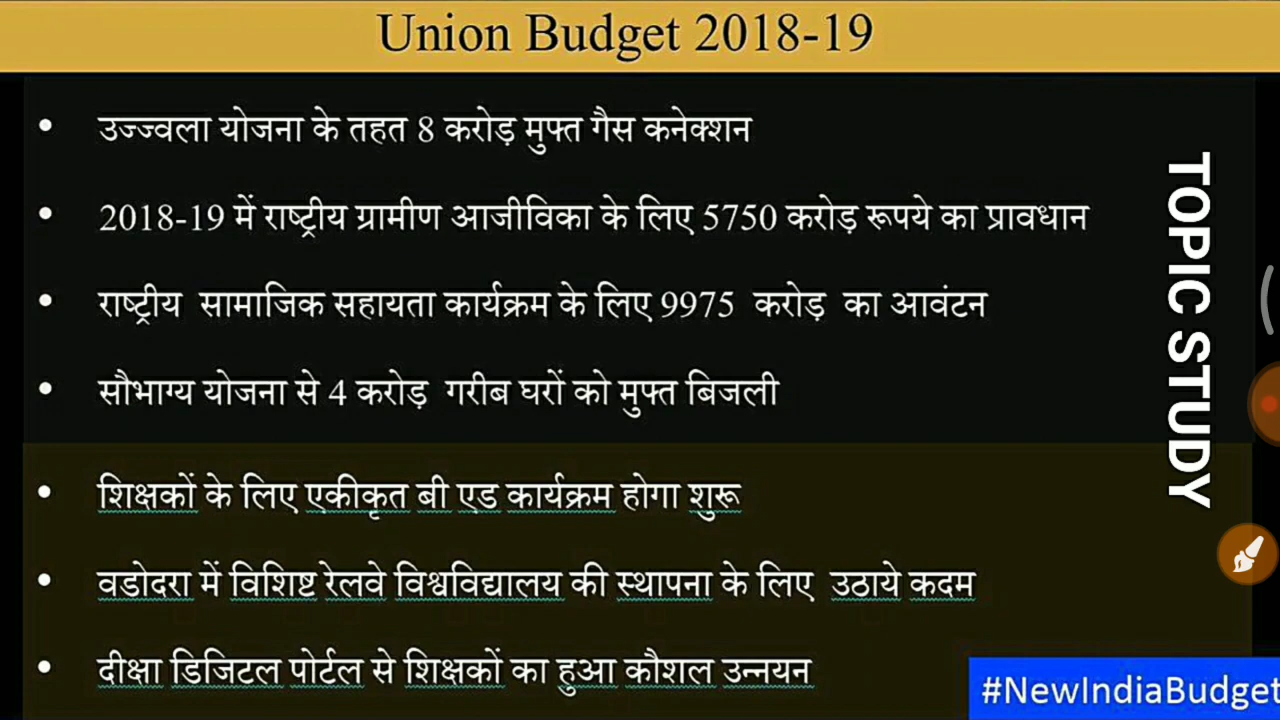 Union Budget 2018-19
• उज्ज्वला योजना के तहत 8 करोड़ मुफ्त गैस कनेक्शन
• 2018-19 में राष्ट्रीय ग्रामीण आजीविका के लिए 5750 करोड़ रूपये का प्रावधान
• राष्ट्रीय सामाजिक सहायता कार्यक्रम के लिए 9975 करोड़ का आवंटन
• सौभाग्य योजना से 4 करोड़ गरीब घरों को मुफ्त बिजली
• शिक्षकों के लिए एकीकृत बी एड कार्यक्रम होगा शुरू
• वडोदरा में विशिष्ट रेलवे विश्वविद्यालय की स्थापना के लिए उठाये कदम
• दीक्षा डिजिटल पोर्टल से शिक्षकों का हुआ कौशल उन्नयन
TOPIC STUDY
#NewIndiaBudget